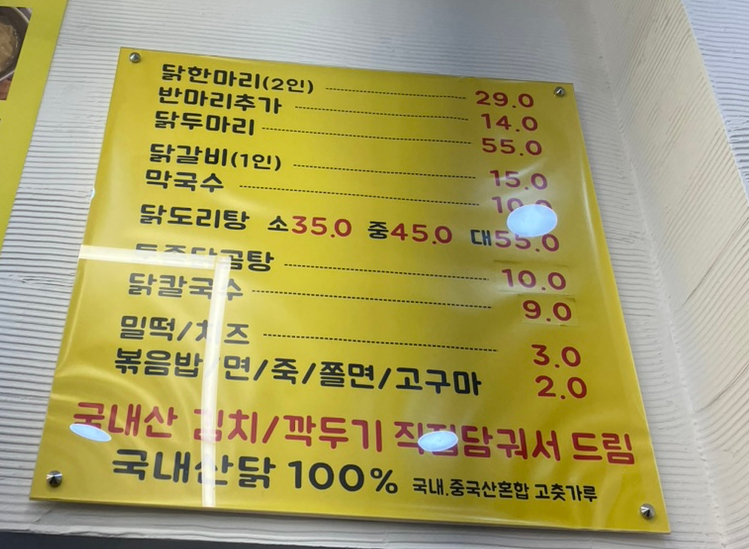 닭한마리(2인) 29.0
반마리추가 14.0
닭두마리 55.0
닭갈비(1인) 15.0
막국수
닭도리탕 소35.0 중45.0 대55.0
10.0
닭칼국수 9.0
밀떡/치즈 3.0
볶음밥/면/죽/쫄면/고구마 2.0
국내산 김치/깍두기 직접담궈서 드림
국내산닭 100% 국내.중국산혼합 고춧가루